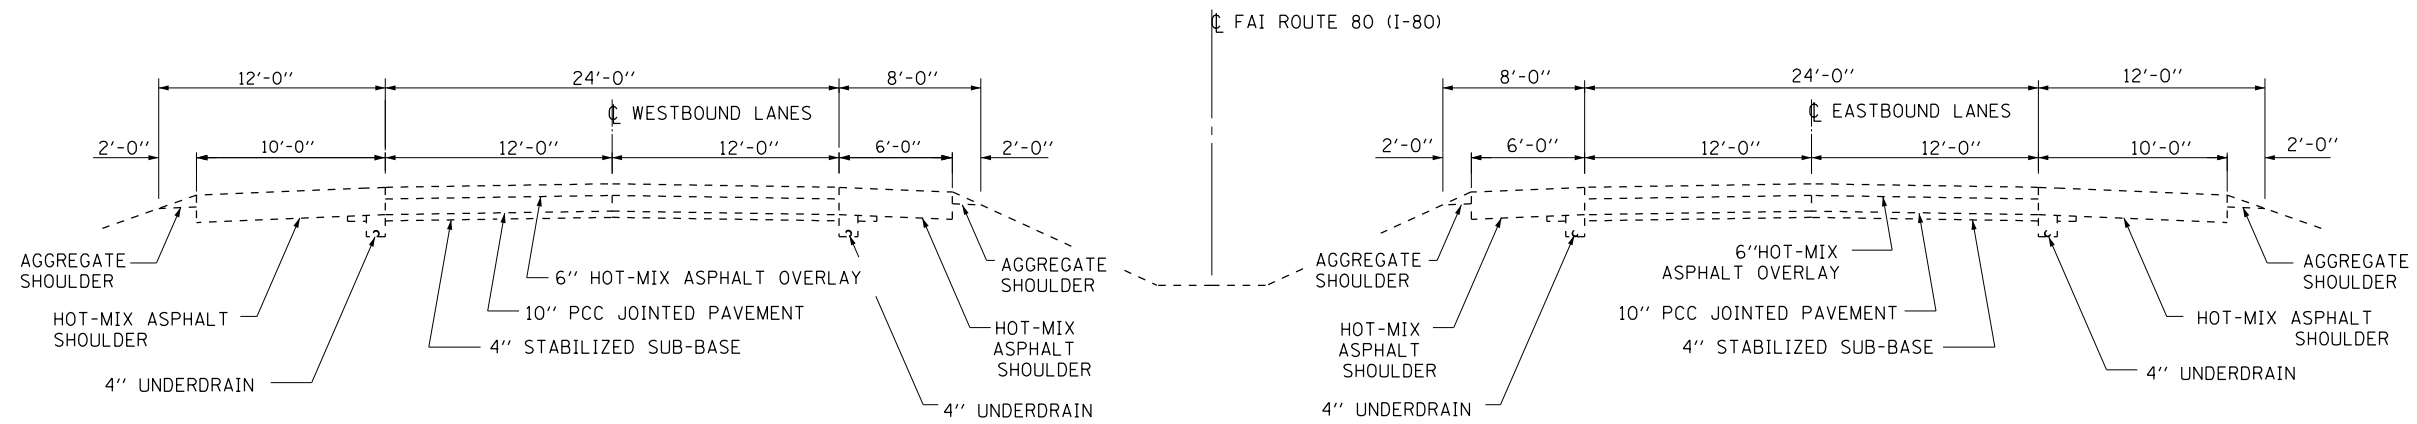 ℄ FAI ROUTE 80 (I-80)
12'-0''
24'-0''
8'-0''
8'-0''
24'-0''
12'-0''
℄ WESTBOUND LANES
℄ EASTBOUND LANES
2'-0''
10'-0''
12'-0''
12'-0''
6'-0''
2'-0''
2'-0''
6'-0''
12'-0''
12'-0''
10'-0''
2'-0''
AGGREGATE
SHOULDER
HOT-MIX ASPHALT
SHOULDER
4'' UNDERDRAIN
6'' HOT-MIX ASPHALT OVERLAY
10'' PCC JOINTED PAVEMENT
4'' STABILIZED SUB-BASE
AGGREGATE
SHOULDER
HOT-MIX
ASPHALT
SHOULDER
4'' UNDERDRAIN
AGGREGATE
SHOULDER
HOT-MIX
ASPHALT
SHOULDER
4'' UNDERDRAIN
6''HOT-MIX
ASPHALT OVERLAY
10'' PCC JOINTED PAVEMENT
4'' STABILIZED SUB-BASE
AGGREGATE
SHOULDER
HOT-MIX ASPHALT
SHOULDER
4'' UNDERDRAIN